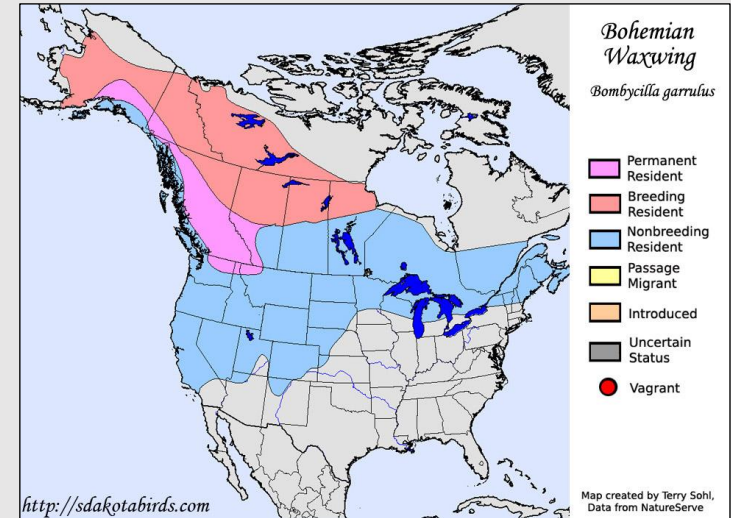 Bohemian
Waxwing
Bombycilla garrulus
Permanent
Resident
Breeding
Resident
Nonbreeding
Resident
Passage
Migrant
Introduced
Uncertain
Status
Vagrant
Map created by Terry Sohl,
Data from NatureServe
http://sdakotabirds.com